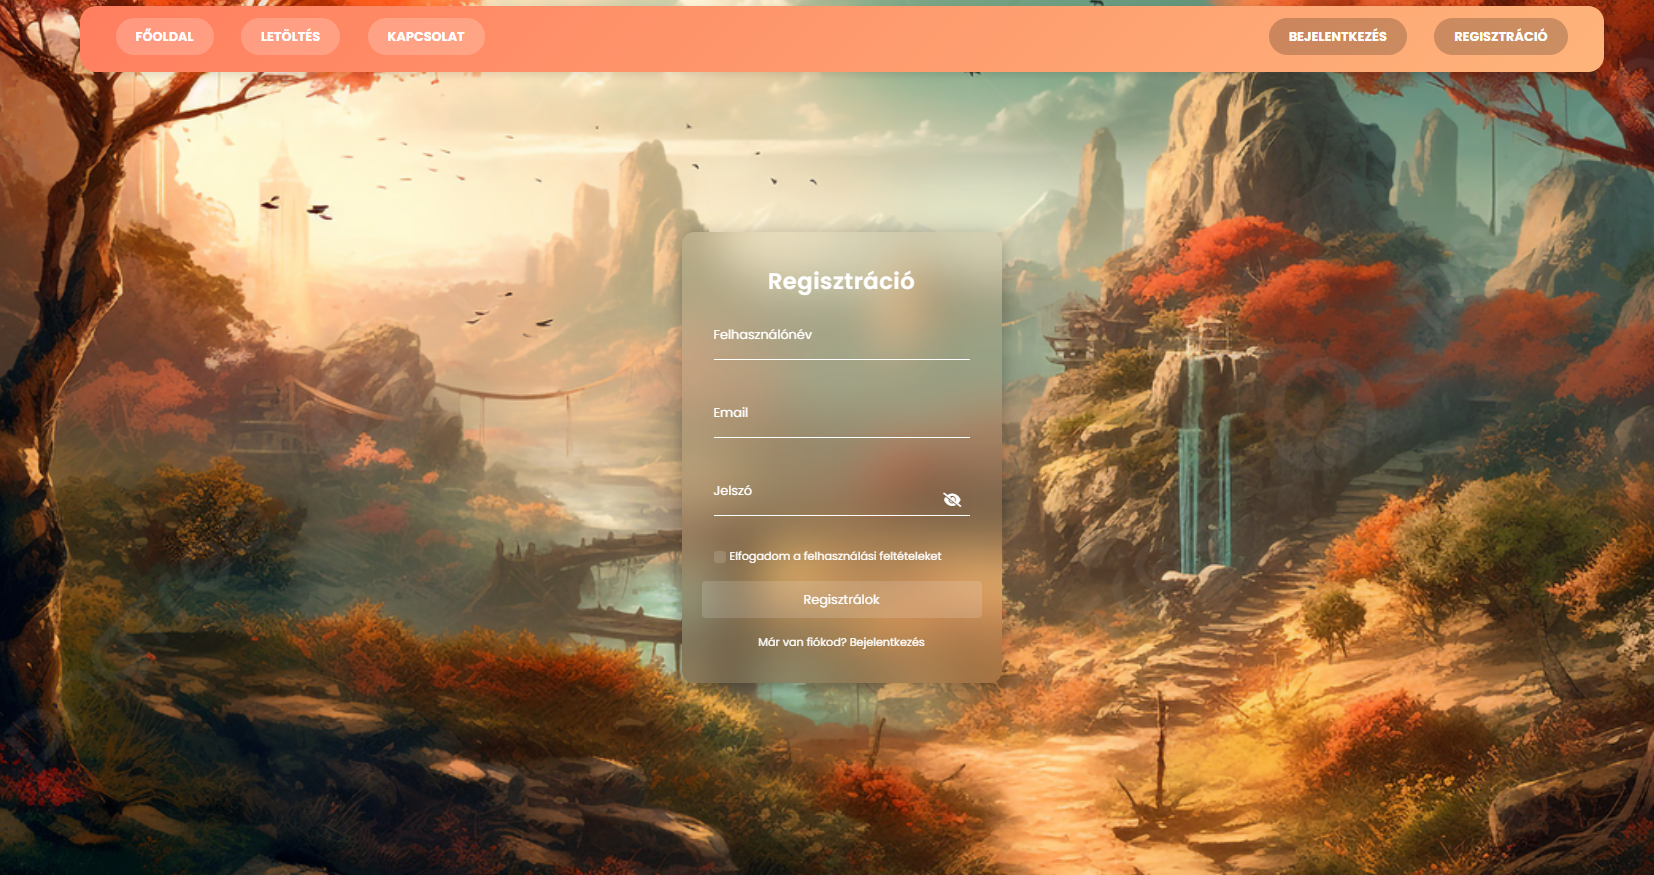 FŐOLDAL
LETÖLTÉS
KAPCSOLAT
BEJELENTKEZÉS
REGISZTRÁCIÓ
Regisztráció
Felhasználónév
Email
Jelszó
Elfogadom a felhasználási feltételeket
Regisztrálok
Már van fiókod? Bejelentkezés